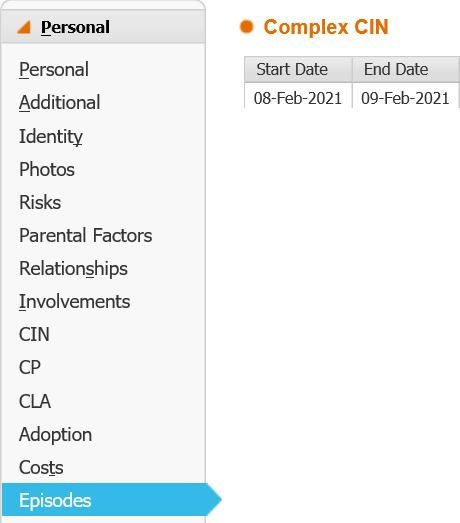 Personal
Personal
Additional
Identity
Photos
Risks
Parental Factors
Relationships
Involvements
CIN
CP
CLA
Adoption
Costs
Episodes
Complex CIN
Start Date End Date
08-Feb-2021 09-Feb-2021